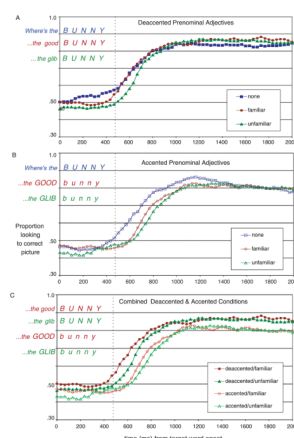 A
1.0
Deaccented Prenominal Adjectives
Where's the B U N N Y
...the good B U N N Y
...the glib B U N N Y
none
familiar
unfamiliar
.50
.30
0 200 400 600 800 1000 1200 1400 1600 1800 2000
B
1.0
Accented Prenominal Adjectives
Where's the B U N N Y
...the GOOD b u n n y
...the GLIB b u n n y
Proportion
looking
to correct
picture
none
familiar
unfamiliar
.50
.30
0 200 400 600 800 1000 1200 1400 1600 1800 2000
C
1.0
Combined Deaccented & Accented Conditions
...the good B U N N Y
...the glib B U N N Y
...the GOOD b u n n y
...the GLIB b u n n y
deaccented/familiar
deaccented/unfamiliar
accented/familiar
accented/unfamiliar
.50
.30
0 200 400 600 800 1000 1200 1400 1600 1800 2000